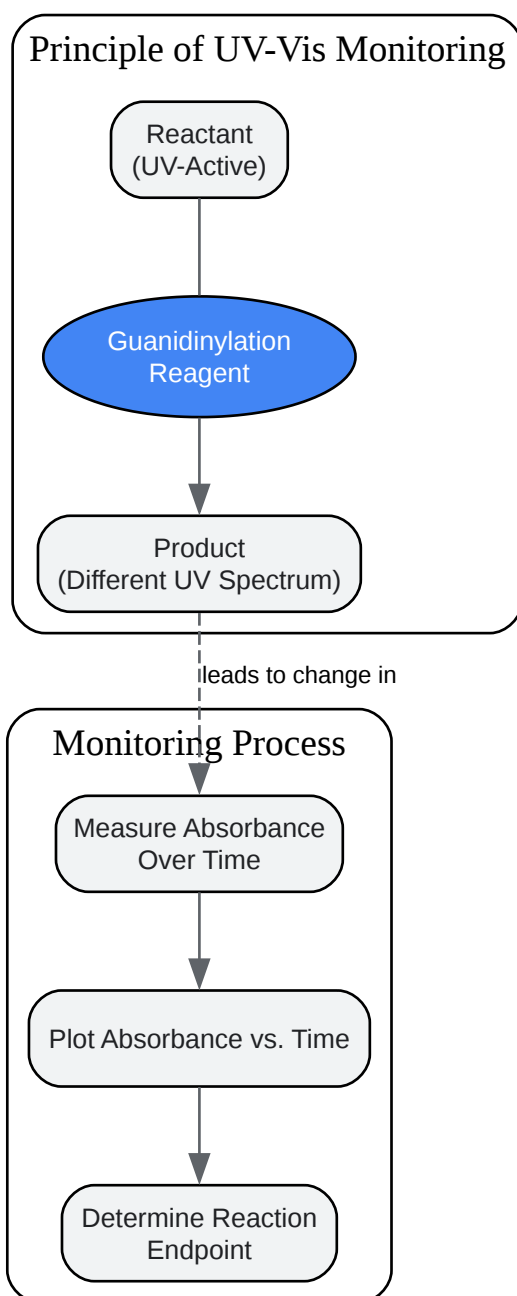 Principle of UV-Vis Monitoring
Reactant
(UV-Active)
Guanidinylation
Reagent
Product
(Different UV Spectrum)
leads to change in
Monitoring Process
Measure Absorbance
Over Time
Plot Absorbance vs. Time
Determine Reaction
Endpoint